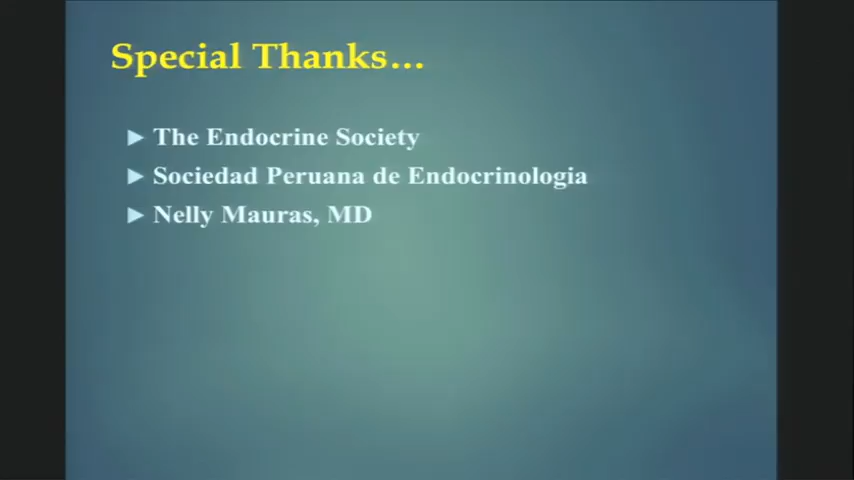 Special Thanks...
► The Endocrine Society
► Sociedad Peruana de Endocrinologia
► Nelly Mauras, MD